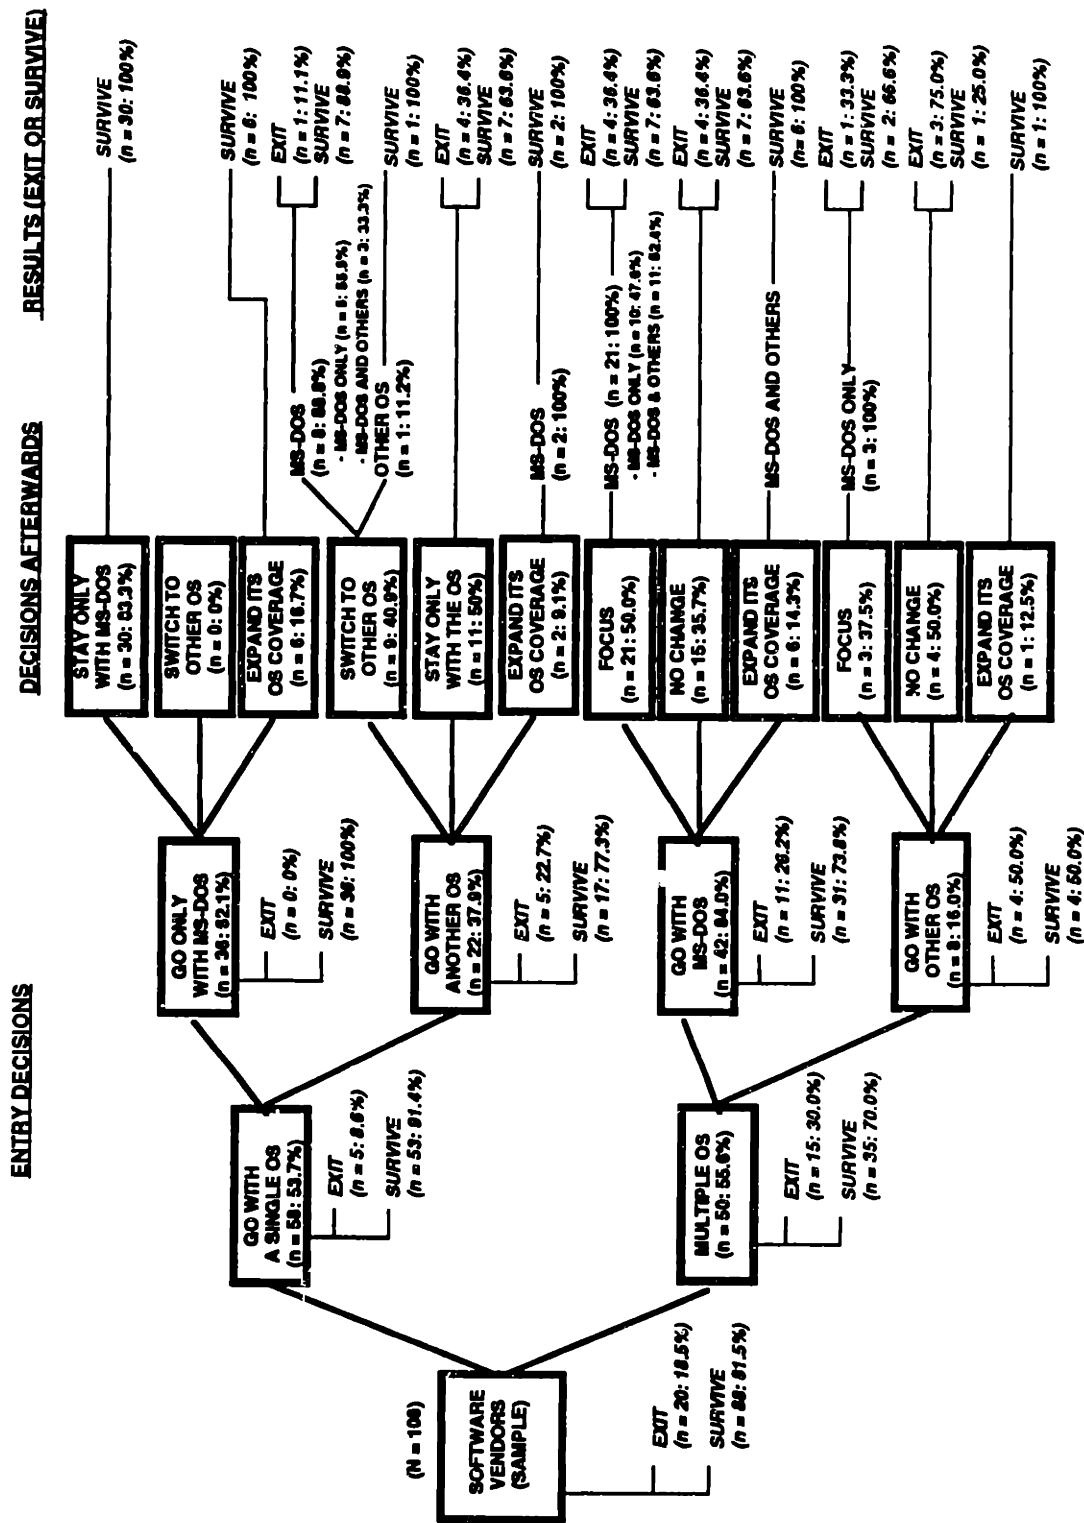 ENTRY DECISIONS
DECISIONS AFTERWARDS
RESULTS (EXIT OR SURVIVE)
(N = 108)
SOFTWARE
VENDORS
(SAMPLE)
EXIT
(n = 20: 18.5%)
SURVIVE
(n = 88: 81.5%)
GO WITH
A SINGLE OS
(n = 58: 53.7%)
EXIT
(n = 5: 8.6%)
SURVIVE
(n = 53: 91.4%)
MULTIPLE OS
(n = 50: 55.6%)
EXIT
(n = 15: 30.0%)
SURVIVE
(n = 35: 70.0%)
GO ONLY
WITH MS-DOS
(n = 36: 62.1%)
EXIT
(n = 0: 0%)
SURVIVE
(n = 36: 100%)
GO WITH
ANOTHER OS
(n = 22: 37.9%)
EXIT
(n = 5: 22.7%)
SURVIVE
(n = 17: 77.3%)
GO WITH
MS-DOS
(n = 42: 84.0%)
EXIT
(n = 11: 26.2%)
SURVIVE
(n = 31: 73.8%)
GO WITH
OTHER OS
(n = 8: 16.0%)
EXIT
(n = 4: 50.0%)
SURVIVE
(n = 4: 50.0%)
STAY ONLY
WITH MS-DOS
(n = 30: 83.3%)
SURVIVE
(n = 30: 100%)
SWITCH TO
OTHER OS
(n = 0: 0%)
EXPAND ITS
OS COVERAGE
(n = 6: 16.7%)
SURVIVE
(n = 6: 100%)
SWITCH TO
OTHER OS
(n = 9: 40.9%)
MS-DOS
(n = 8: 88.8%)
- MS-DOS ONLY (n = 5: 55.5%)
- MS-DOS AND OTHERS (n = 3: 33.3%)
EXIT
(n = 1: 11.1%)
SURVIVE
(n = 7: 88.9%)
OTHER OS
(n = 1: 11.2%)
SURVIVE
(n = 1: 100%)
STAY ONLY
WITH THE OS
(n = 11: 50%)
EXIT
(n = 4: 36.4%)
SURVIVE
(n = 7: 63.6%)
EXPAND ITS
OS COVERAGE
(n = 2: 9.1%)
MS-DOS
(n = 2: 100%)
SURVIVE
(n = 2: 100%)
FOCUS
(n = 21: 50.0%)
MS-DOS (n = 21: 100%)
- MS-DOS ONLY (n = 10: 47.6%)
- MS-DOS & OTHERS (n = 11: 52.4%)
EXIT
(n = 4: 36.4%)
SURVIVE
(n = 7: 63.6%)
NO CHANGE
(n = 15: 35.7%)
EXIT
(n = 4: 36.4%)
SURVIVE
(n = 7: 63.6%)
EXPAND ITS
OS COVERAGE
(n = 6: 14.3%)
MS-DOS AND OTHERS
SURVIVE
(n = 6: 100%)
FOCUS
(n = 3: 37.5%)
MS-DOS ONLY
(n = 3: 100%)
EXIT
(n = 1: 33.3%)
SURVIVE
(n = 2: 66.6%)
NO CHANGE
(n = 4: 50.0%)
EXIT
(n = 3: 75.0%)
SURVIVE
(n = 1: 25.0%)
EXPAND ITS
OS COVERAGE
(n = 1: 12.5%)
SURVIVE
(n = 1: 100%)